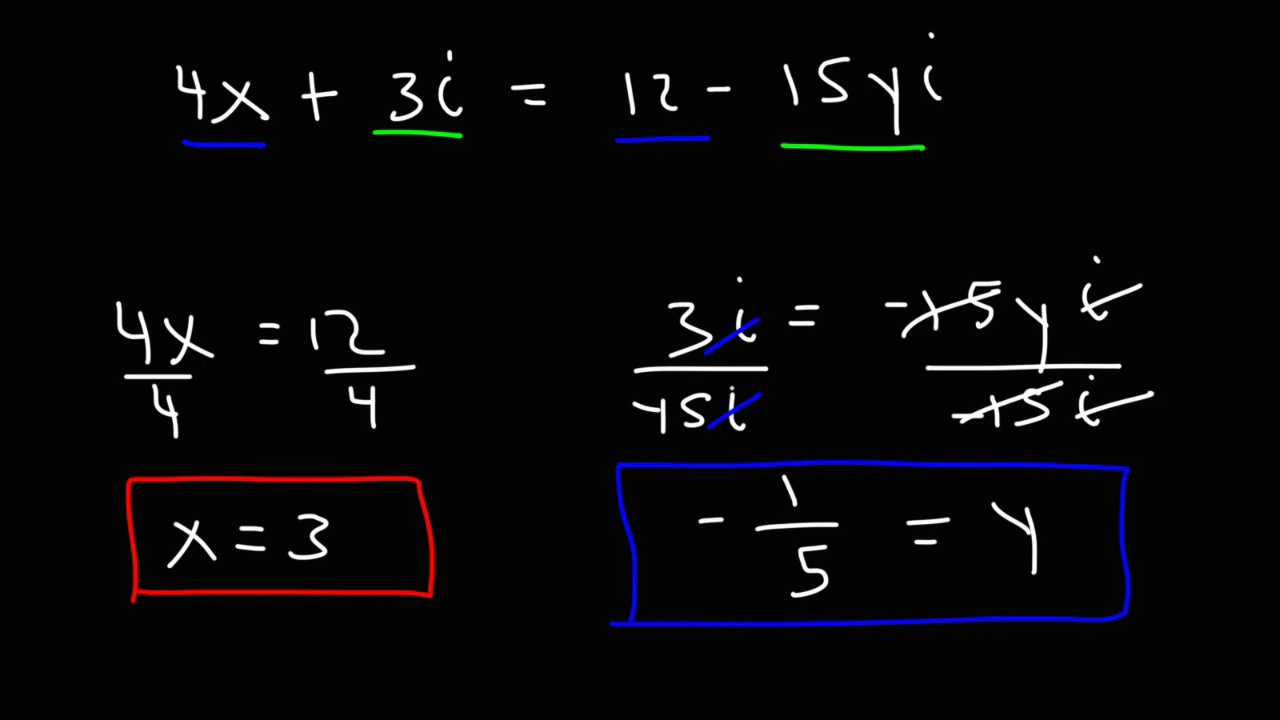 4x + 3i = 12 - 15yi
4x = 12
4 4
3i = -15yi
-15i -15i
x = 3
- 1/5 = y